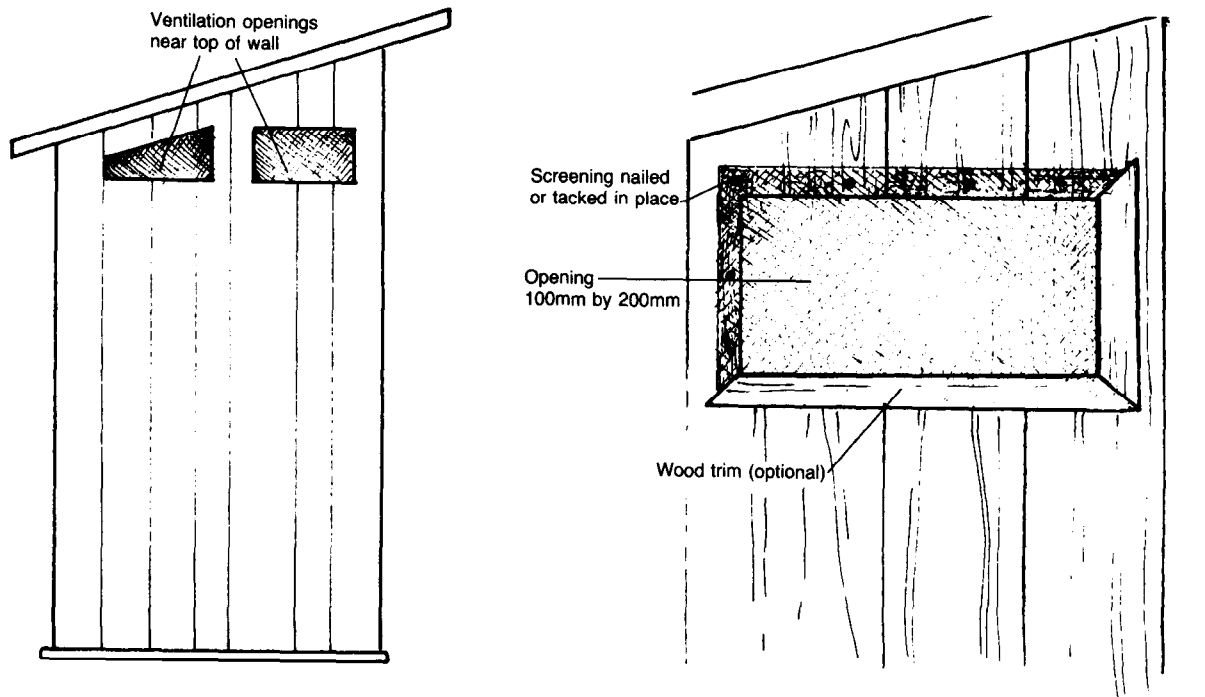 Ventilation openings
near top of wall
Screening nailed
or tacked in place
Opening
100mm by 200mm
Wood trim (optional)